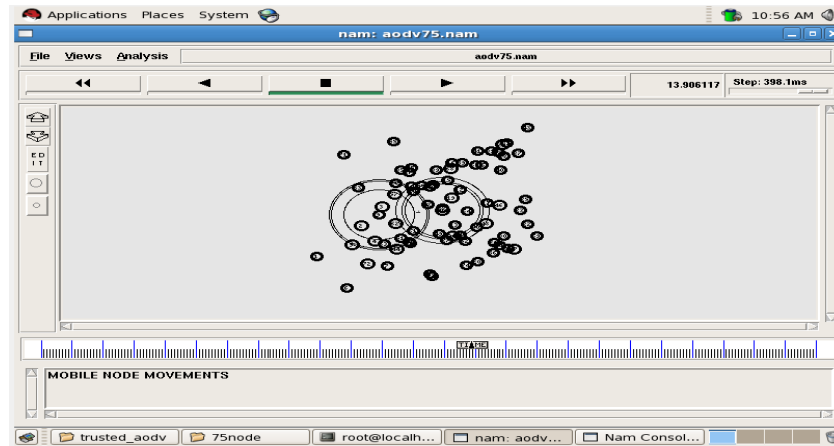 Applications Places System 10:56 AM
nam: aodv75.nam
File Views Analysis aodv75.nam
13.906117 Step: 398.1ms
E D
I T
TIME
MOBILE NODE MOVEMENTS
trusted_aodv 75node root@localh... nam: aodv... Nam Consol...